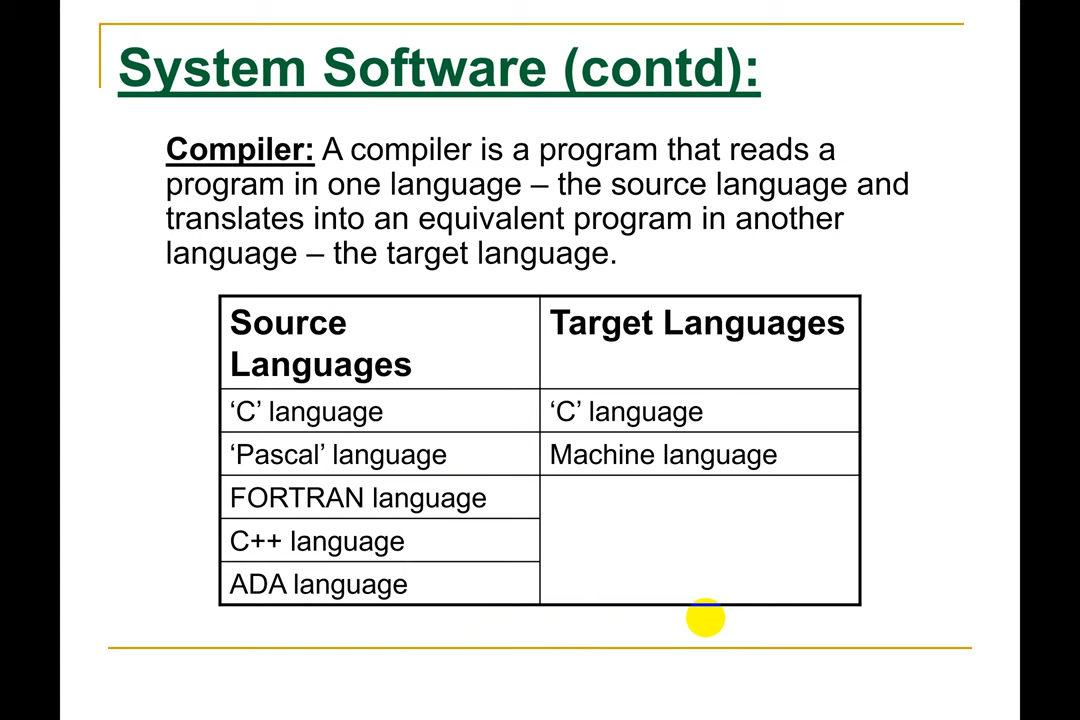 System Software (contd):
Compiler: A compiler is a program that reads a
program in one language – the source language and
translates into an equivalent program in another
language – the target language.
Source
Languages
Target Languages
‘C’ language
‘C’ language
‘Pascal’ language
Machine language
FORTRAN language
C++ language
ADA language